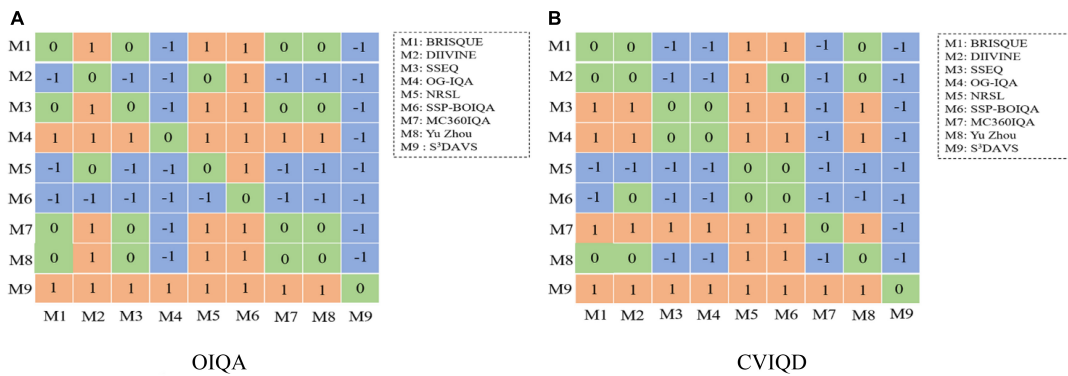 A
M1 0 1 0 -1 1 1 0 0 -1
M2 -1 0 -1 -1 0 1 -1 -1 -1
M3 0 1 0 -1 1 1 0 0 -1
M4 1 1 1 0 1 1 1 1 -1
M5 -1 0 -1 -1 0 1 -1 -1 -1
M6 -1 -1 -1 -1 -1 0 -1 -1 -1
M7 0 1 0 -1 1 1 0 0 -1
M8 0 1 0 -1 1 1 0 0 -1
M9 1 1 1 1 1 1 1 1 0
M1 M2 M3 M4 M5 M6 M7 M8 M9
M1: BRISQUE
M2: DIIVINE
M3: SSEQ
M4: OG-IQA
M5: NRSL
M6: SSP-BOIQA
M7: MC360IQA
M8: Yu Zhou
M9 : S³DAVS
OIQA
B
M1 0 0 -1 -1 1 1 -1 0 -1
M2 0 0 -1 -1 1 0 -1 0 -1
M3 1 1 0 0 1 1 -1 1 -1
M4 1 1 0 0 1 1 -1 1 -1
M5 -1 -1 -1 -1 0 0 -1 -1 -1
M6 -1 0 -1 -1 0 0 -1 -1 -1
M7 1 1 1 1 1 1 0 1 -1
M8 0 0 -1 -1 1 1 -1 0 -1
M9 1 1 1 1 1 1 1 1 0
M1 M2 M3 M4 M5 M6 M7 M8 M9
M1: BRISQUE
M2: DIIVINE
M3: SSEQ
M4: OG-IQA
M5: NRSL
M6: SSP-BOIQA
M7: MC360IQA
M8: Yu Zhou
M9 : S³DAVS
CVIQD